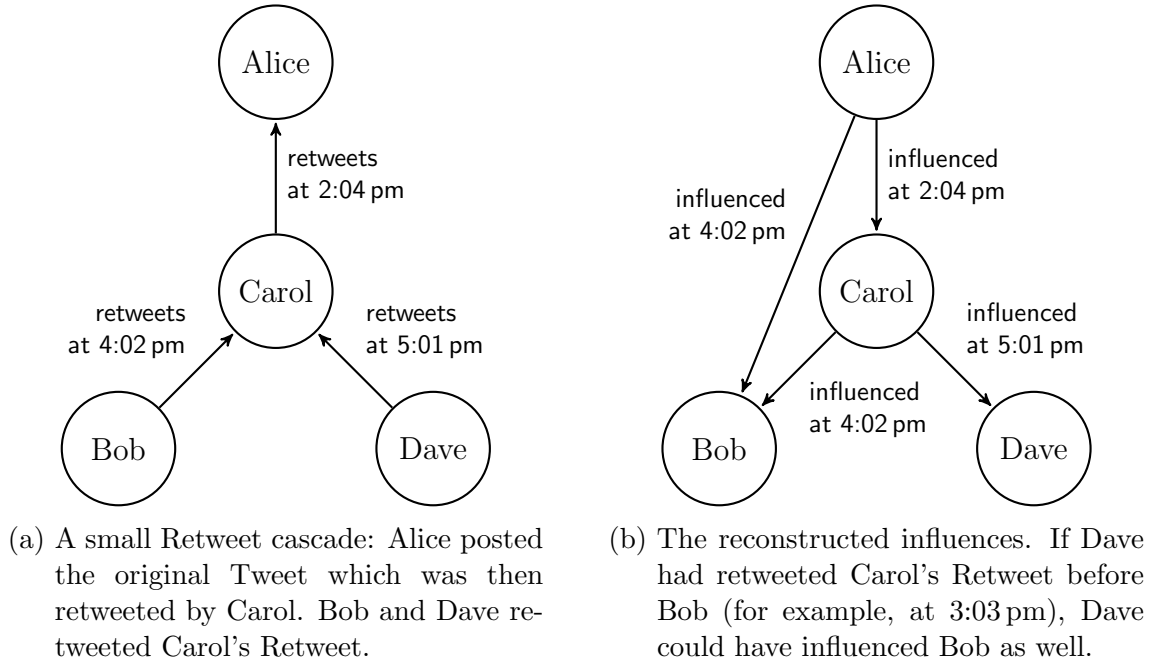 Alice
retweets
at 2:04 pm
Carol
retweets
at 4:02 pm
retweets
at 5:01 pm
Bob
Dave
(a) A small Retweet cascade: Alice posted
the original Tweet which was then
retweeted by Carol. Bob and Dave re-
tweeted Carol's Retweet.
Alice
influenced
at 2:04 pm
influenced
at 4:02 pm
Carol
influenced
at 5:01 pm
influenced
at 4:02 pm
Bob
Dave
(b) The reconstructed influences. If Dave
had retweeted Carol's Retweet before
Bob (for example, at 3:03 pm), Dave
could have influenced Bob as well.